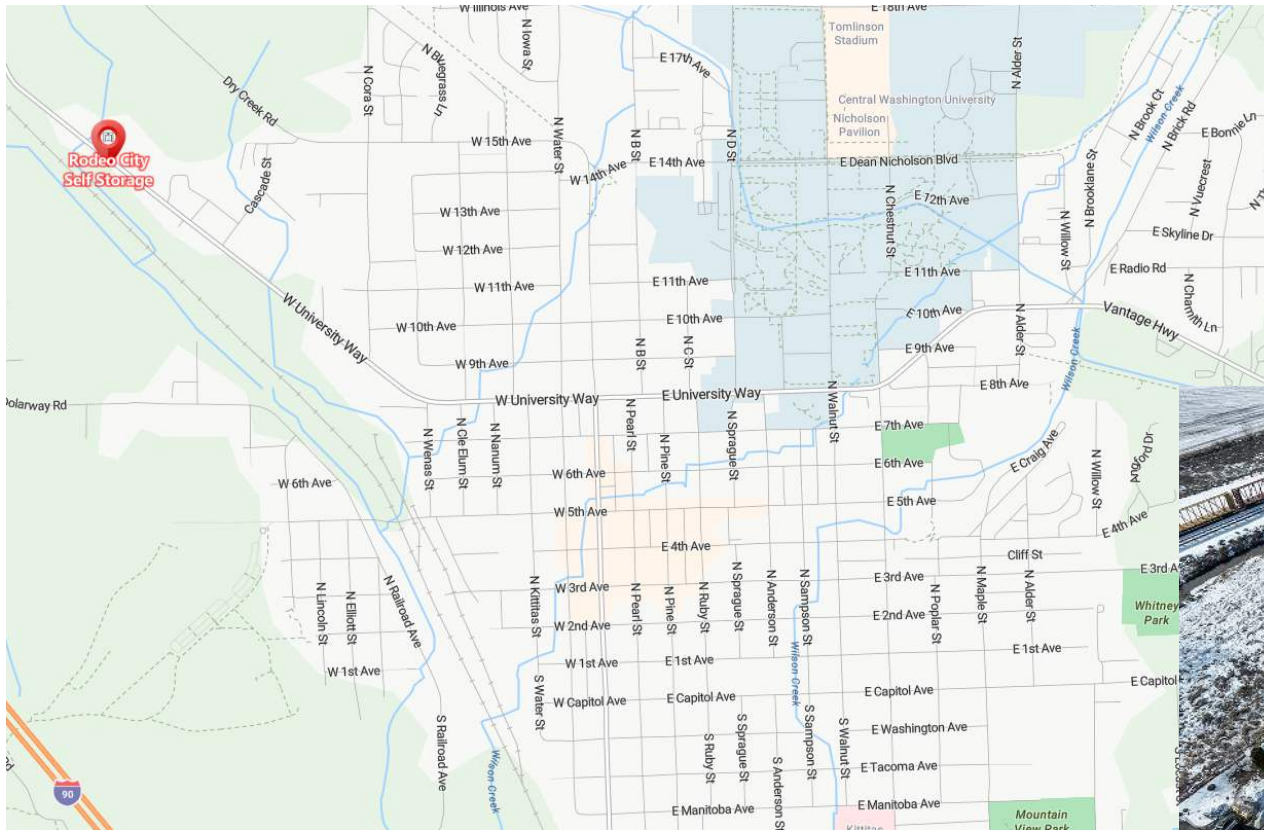 W Illinois Ave
E 18th Ave
N Iowa St
Tomlinson
Stadium
N Bluegrass Ln
E 17th Ave
N Alder St
Dry Creek Rd
N Cora St
Central Washington University
N Brook Ct
Wilson Creek
N Brick Rd
Nicholson
Pavilion
E Bonnie Ln
N Water St
N B St
N D St
W 15th Ave
Rodeo City
Self Storage
E 14th Ave
E Dean Nicholson Blvd
W 14th Ave
Cascade St
N Vuecrest
N Brooklane St
N Chestnut St
E 12th Ave
W 13th Ave
N Willow St
E Skyline Dr
W 12th Ave
E 11th Ave
E Radio Rd
W 11th Ave
E 11th Ave
N Charnith Ln
W University Way
Vantage Hwy
E 10th Ave
W 10th Ave
E 10th Ave
N Alder St
N B St
N C St
E 9th Ave
W 9th Ave
Wilson Creek
E 8th Ave
W University Way
E University Way
N Walnut St
Dolarway Rd
N Wenas St
N Cle Elum St
N Nanum St
N Pearl St
N Pine St
N Sprague St
E 7th Ave
E Craig Ave
N Willow St
W 6th Ave
E 6th Ave
W 6th Ave
E 5th Ave
W 5th Ave
E 4th Ave
E 4th Ave
Cliff St
W 3rd Ave
E 3rd Ave
N Lincoln St
N Elliott St
N Railroad Ave
N Kittitas St
N Pearl St
N Pine St
N Ruby St
N Sprague St
N Anderson St
N Sampson St
N Poplar St
N Maple St
N Alder St
Whitney
Park
W 2nd Ave
E 2nd Ave
W 1st Ave
E 1st Ave
E 1st Ave
W 1st Ave
Wilson Creek
W Capitol Ave
E Capitol Ave
E Capitol Ave
E Capitol
S Water St
S Railroad Ave
Wilson Creek
S Ruby St
S Sprague St
S Anderson St
S Sampson St
S Walnut St
E Washington Ave
E Tacoma Ave
90
E Manitoba Ave
E Manitoba Ave
Mountain
View Park
Kittitas